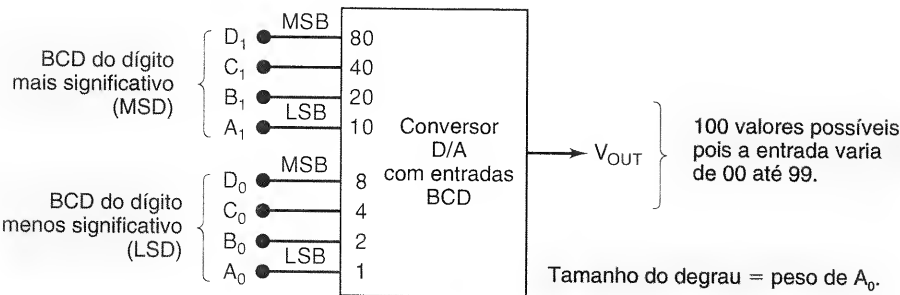 BCD do dígito
mais significativo
(MSD)
D₁
C₁
B₁
A₁
MSB
LSB
80
40
20
10
BCD do dígito
menos significativo
(LSD)
D₀
C₀
B₀
A₀
MSB
LSB
8
4
2
1
Conversor
D/A
com entradas
BCD
V_OUT
100 valores possíveis
pois a entrada varia
de 00 até 99.
Tamanho do degrau = peso de A₀.